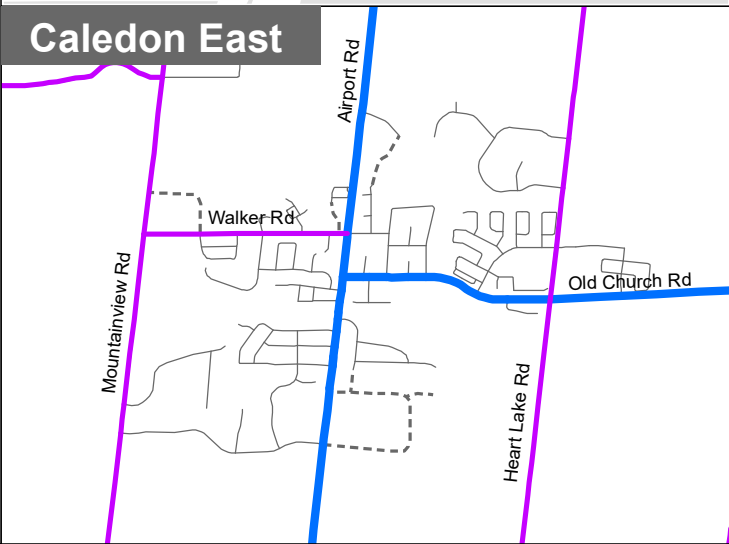 Caledon East
Airport Rd
Walker Rd
Mountainview Rd
Old Church Rd
Heart Lake Rd